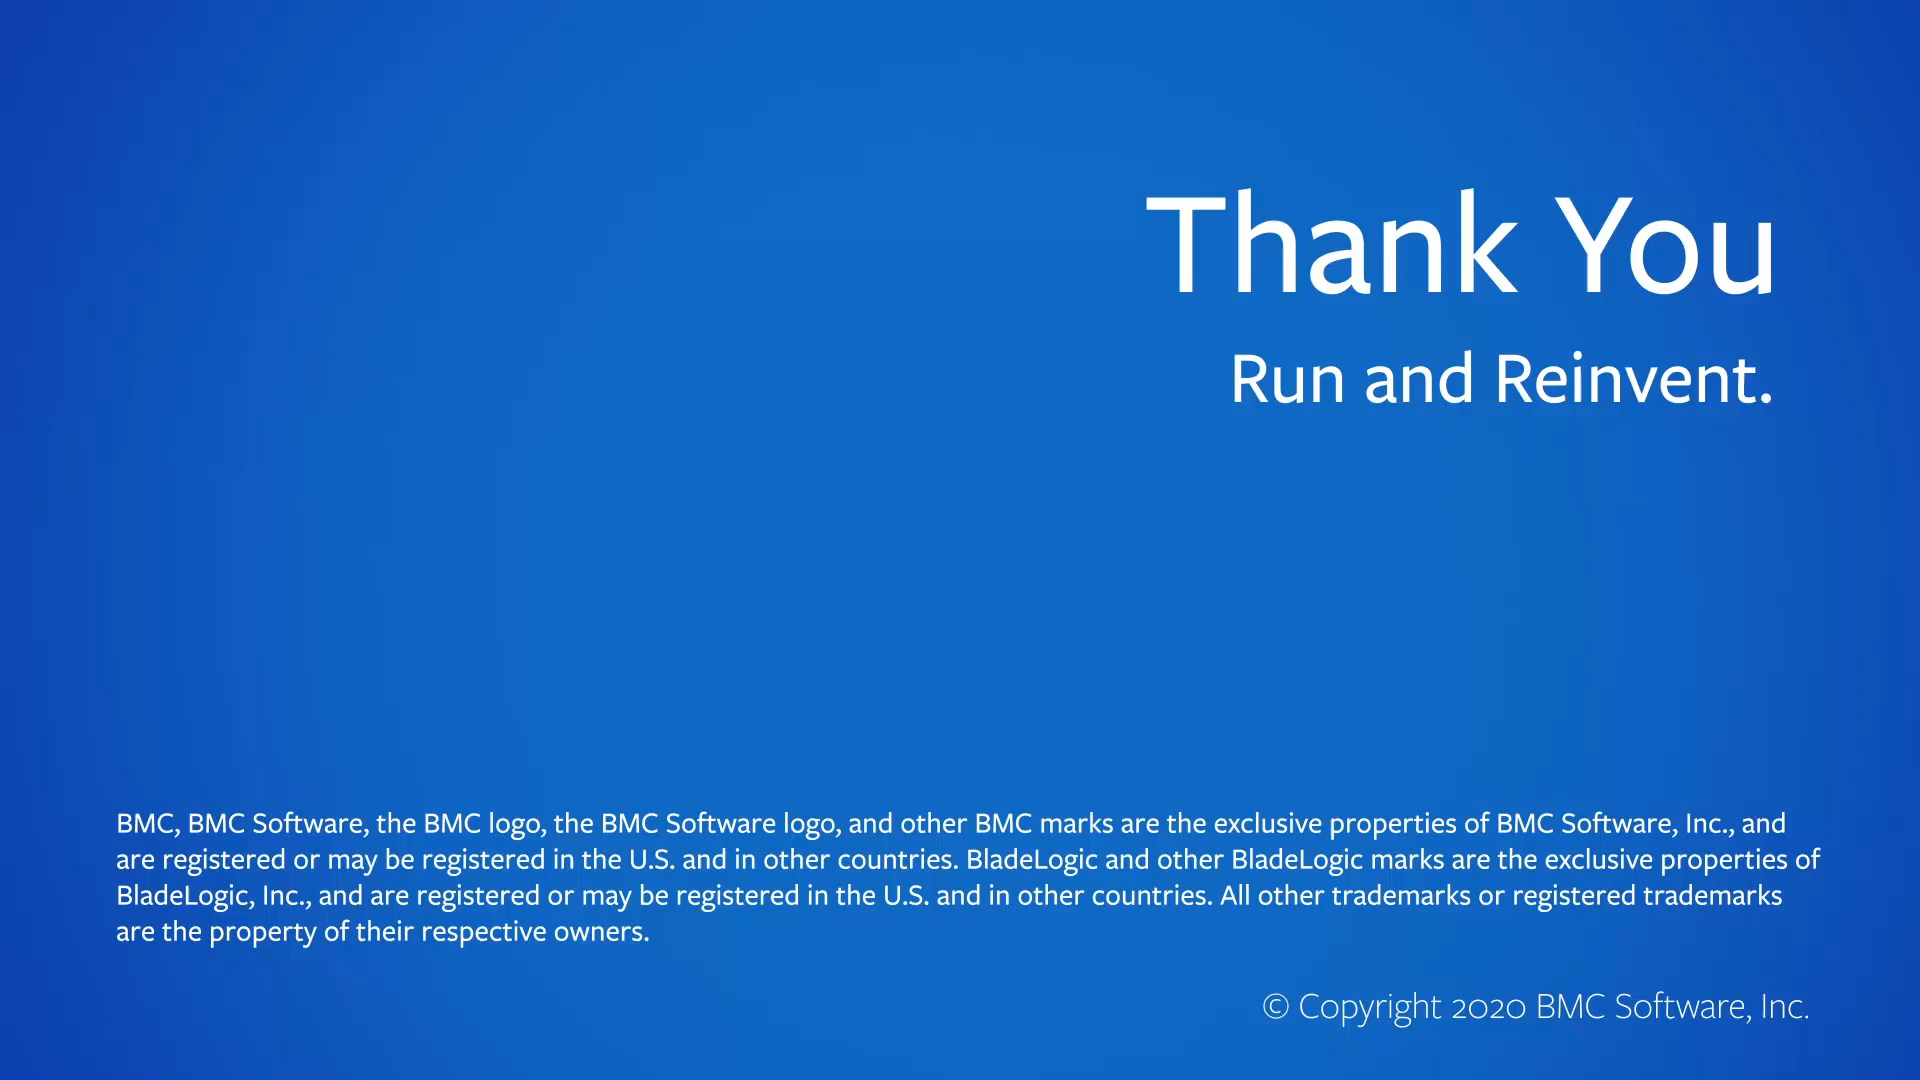 Thank You
Run and Reinvent.
BMC, BMC Software, the BMC logo, the BMC Software logo, and other BMC marks are the exclusive properties of BMC Software, Inc., and
are registered or may be registered in the U.S. and in other countries. BladeLogic and other BladeLogic marks are the exclusive properties of
BladeLogic, Inc., and are registered or may be registered in the U.S. and in other countries. All other trademarks or registered trademarks
are the property of their respective owners.
© Copyright 2020 BMC Software, Inc.